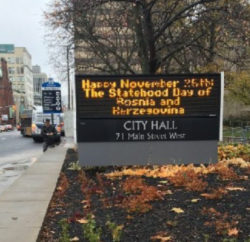 Happy November 25th
The Statehood Day of
Bosnia and
Herzegovina
CITY HALL
71 Main Street West